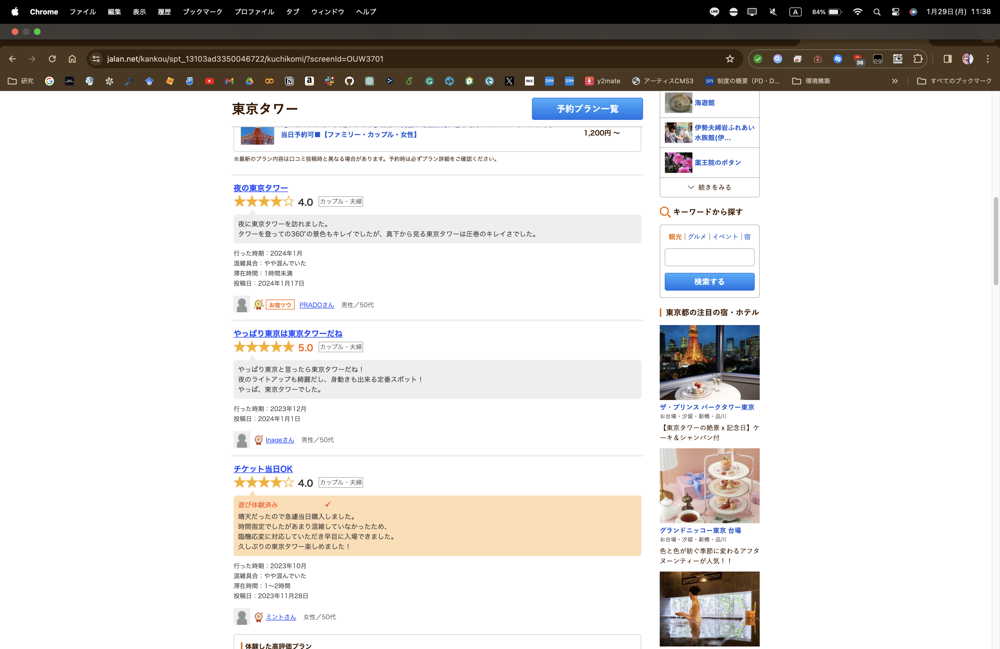 Chrome ファイル 編集 表示 履歴 ブックマーク プロファイル タブ ウィンドウ ヘルプ
LINE A 84% 1月29日(月) 11:38
jalan.net/kankou/spt_13103ad3350046722/kuchikomi/?screenId=OUW3701
36
研究 y2mate アーティスCMS3 JSPS 制度の概要（PD・D... 環境構築 » すべてのブックマーク
WIX DSM DSM
東京タワー
予約プラン一覧
当日予約可■【ファミリー・カップル・女性】
1,200円 ～
※最新のプラン内容は口コミ投稿時と異なる場合があります。予約時は必ずプラン詳細をご確認ください。
夜の東京タワー
4.0 カップル・夫婦
夜に東京タワーを訪れました。
タワーを登っての360°の景色もキレイでしたが、真下から見る東京タワーは圧巻のキレイさでした。
行った時期：2024年1月
混雑具合：やや混んでいた
滞在時間：1時間未満
投稿日：2024年1月17日
お宿ツウ PRADOさん 男性／50代
やっぱり東京は東京タワーだね
5.0 カップル・夫婦
やっぱり東京と言ったら東京タワーだね！
夜のライトアップも綺麗だし、身動きも出来る定番スポット！
やっぱ、東京タワーでした。
行った時期：2023年12月
投稿日：2024年1月1日
Inageさん 男性／50代
チケット当日OK
4.0 カップル・夫婦
遊び体験済み
晴天だったので急遽当日購入しました。
時間指定でしたがあまり混雑していなかったため、
臨機応変に対応していただき早目に入場できました。
久しぶりの東京タワー楽しめました！
行った時期：2023年10月
混雑具合：やや混んでいた
滞在時間：1～2時間
投稿日：2023年11月28日
ミントさん 女性／50代
体験した高評価プラン
海遊館
伊勢夫婦岩ふれあい
水族館(伊...
薬王院のボタン
続きをみる
キーワードから探す
観光 | グルメ | イベント | 宿
検索する
東京都の注目の宿・ホテル
ザ・プリンス パークタワー東京
お台場・汐留・新橋・品川
【東京タワーの絶景 x 記念日】ケ
ーキ＆シャンパン付
グランドニッコー東京 台場
お台場・汐留・新橋・品川
色と色が紡ぐ季節に変わるアフタ
ヌーンティーが人気！！